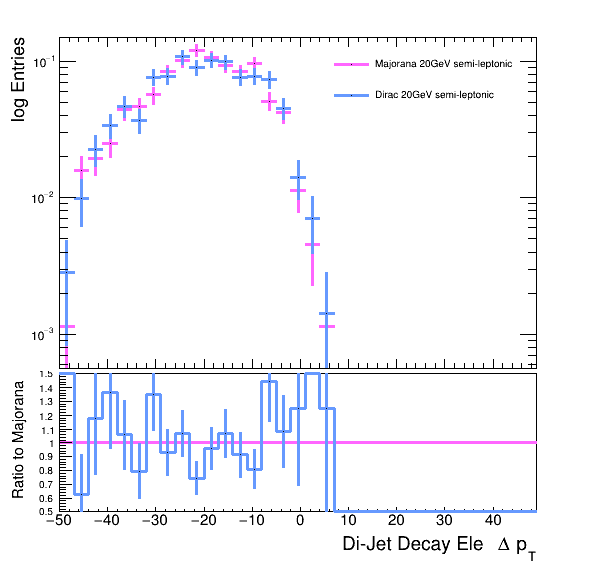 log Entries
10⁻¹
10⁻²
10⁻³
Majorana 20GeV semi-leptonic
Dirac 20GeV semi-leptonic
Ratio to Majorana
1.5
1.4
1.3
1.2
1.1
1
0.9
0.8
0.7
0.6
0.5
−50 −40 −30 −20 −10 0 10 20 30 40
Di-Jet Decay Ele Δ p_T